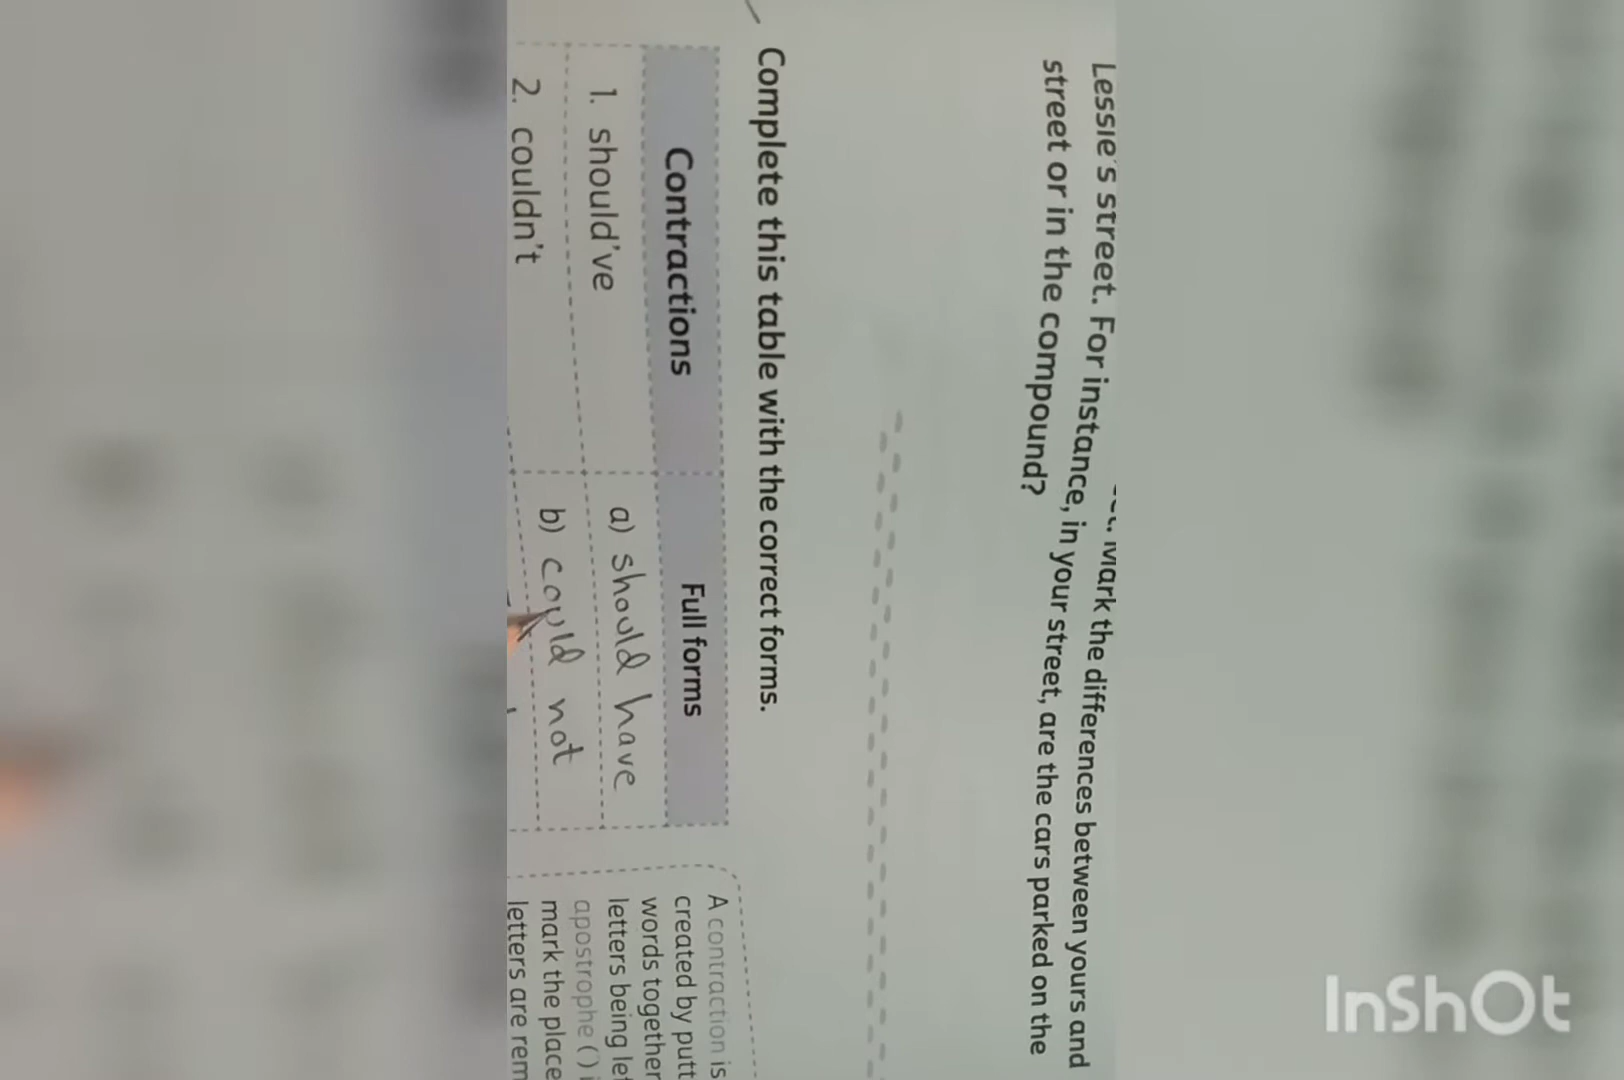 Mark the differences between yours and
Lessie's street. For instance, in your street, are the cars parked on the
street or in the compound?
Complete this table with the correct forms.
Contractions Full forms
1. should've a) should have
2. couldn't b) could not
A contraction is
created by putt
words together
letters being lef
apostrophe ( ) i
mark the place
letters are rem
InShOt